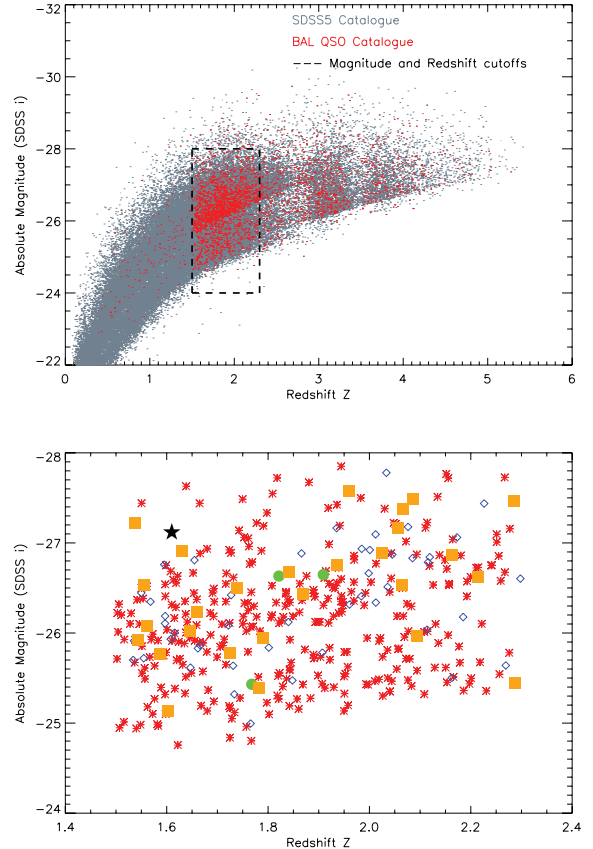 SDSS5 Catalogue
BAL QSO Catalogue
Magnitude and Redshift cutoffs
Absolute Magnitude (SDSS i)
-32
-30
-28
-26
-24
-22
0 1 2 3 4 5 6
Redshift Z
Absolute Magnitude (SDSS i)
-28
-27
-26
-25
-24
1.4 1.6 1.8 2.0 2.2 2.4
Redshift Z